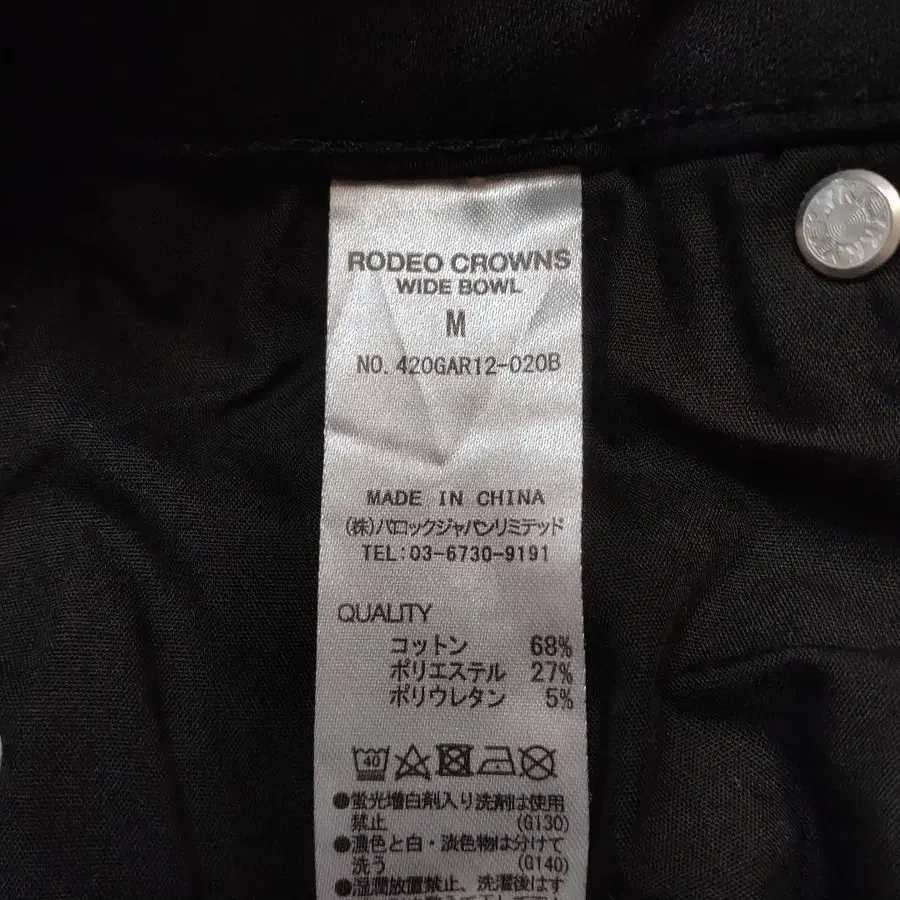 RODEO CROWNS
WIDE BOWL
M
NO. 420GAR12-020B
MADE IN CHINA
(株)バロックジャパンリミテッド
TEL:03-6730-9191
QUALITY
コットン 68%
ポリエステル 27%
ポリウレタン 5%
40
●蛍光増白剤入り洗剤は使用
禁止 (G130)
●濃色と白・淡色物は分けて
洗う (G140)
●湿潤放置禁止、洗濯後はす